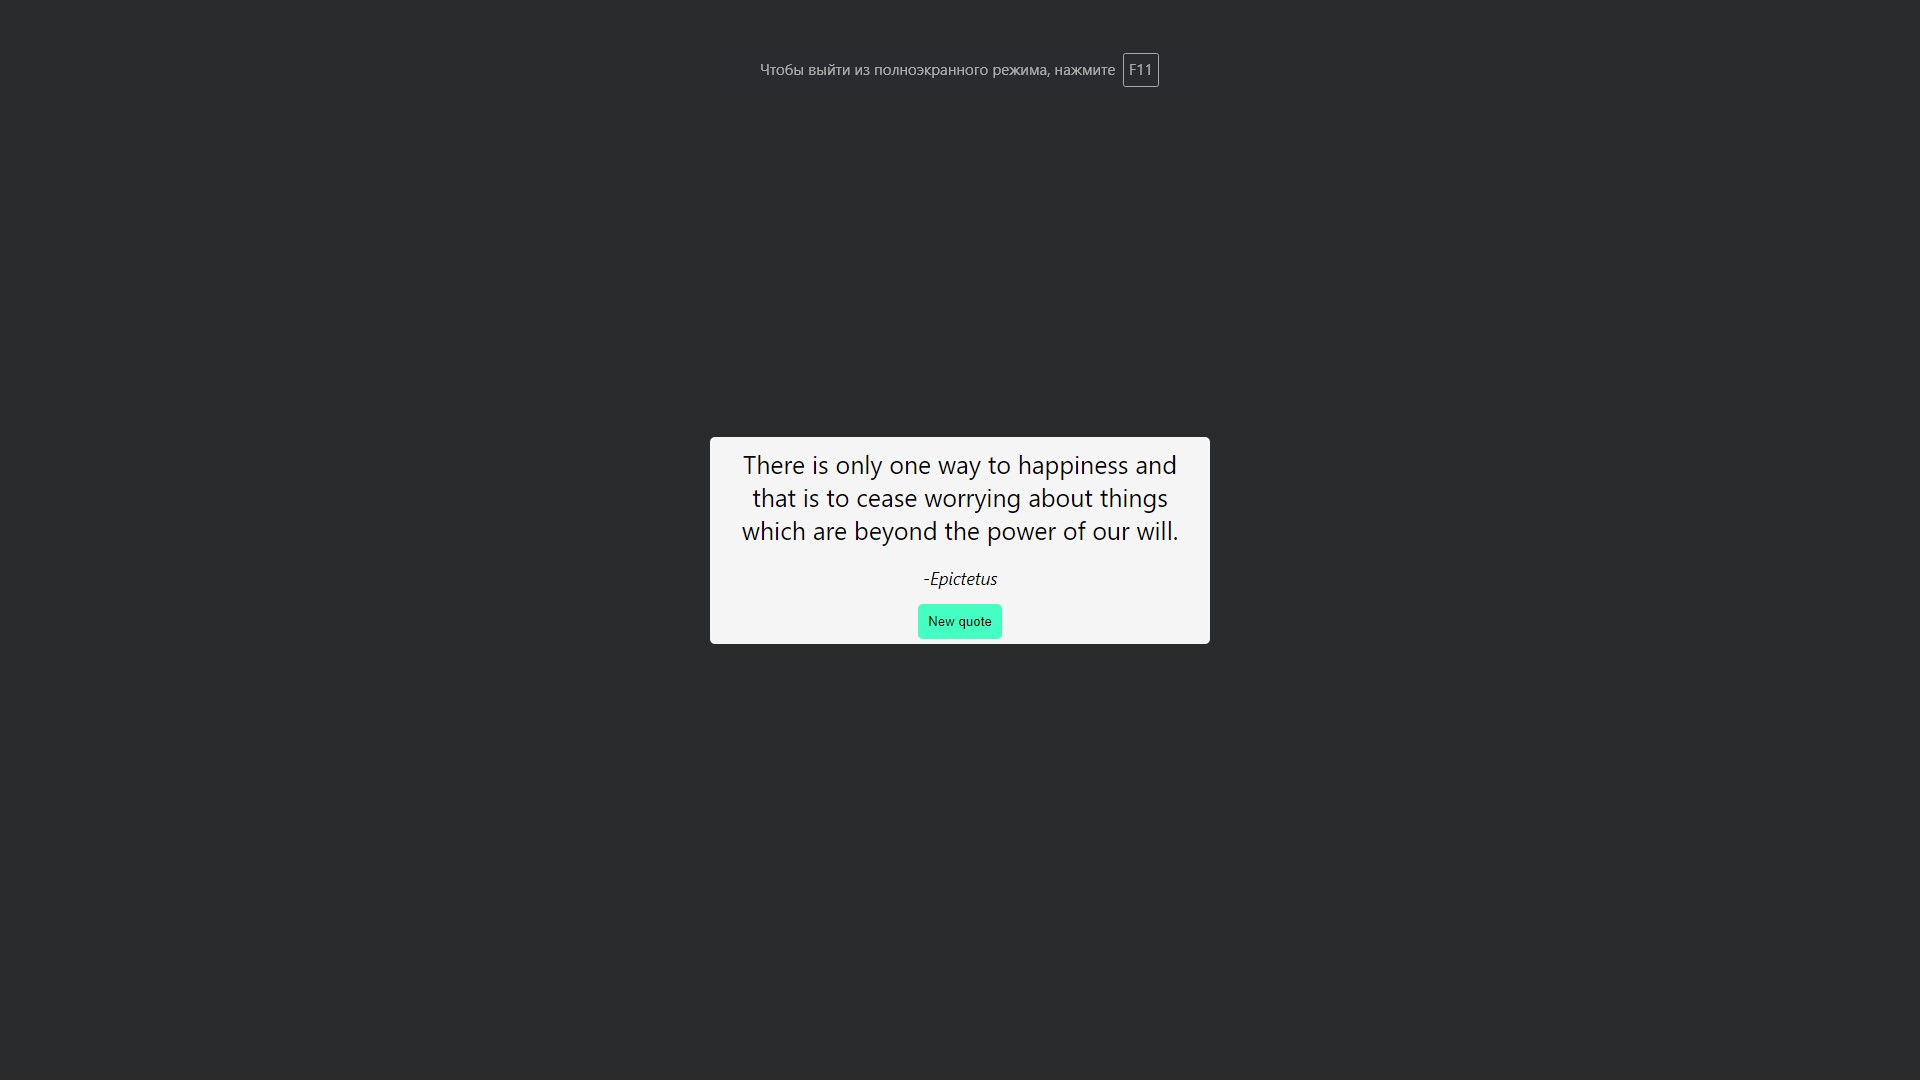 Чтобы выйти из полноэкранного режима, нажмите F11
There is only one way to happiness and
that is to cease worrying about things
which are beyond the power of our will.
-Epictetus
New quote